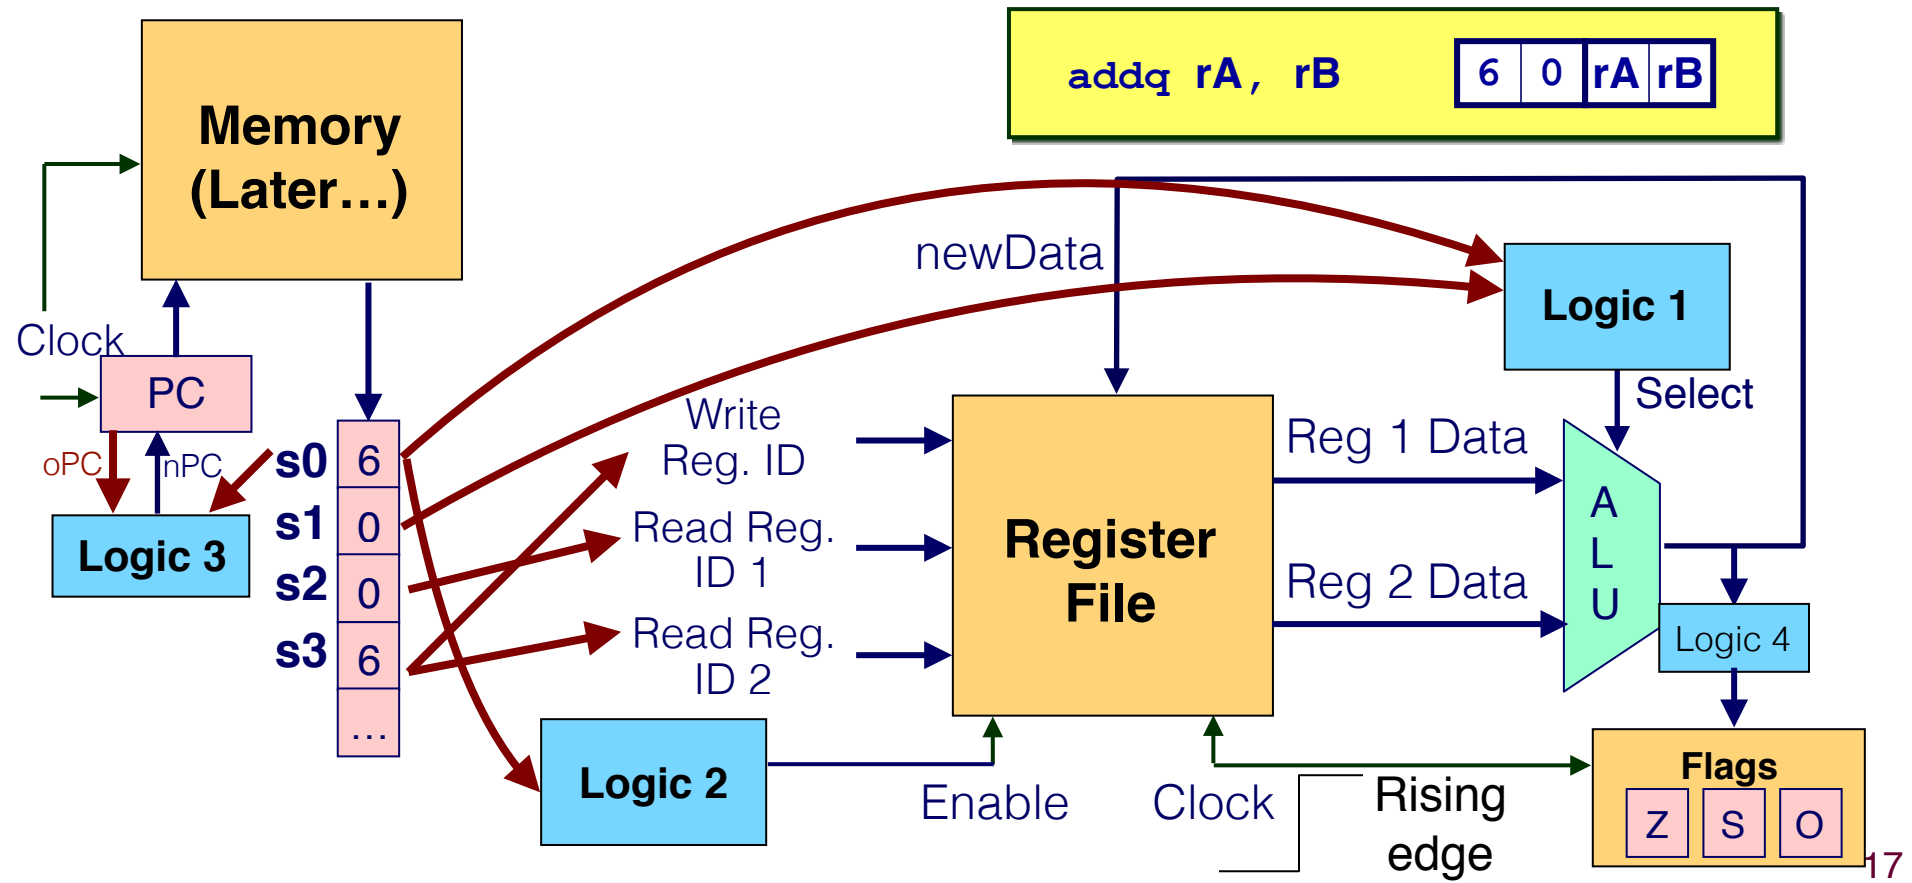 addq rA, rB
6 0 rA rB
Memory
(Later…)
Clock
PC
oPC
nPC
Logic 3
s0 6
s1 0
s2 0
s3 6
…
newData
Write
Reg. ID
Read Reg.
ID 1
Read Reg.
ID 2
Logic 2
Enable
Register
File
Clock
Rising
edge
Reg 1 Data
Reg 2 Data
Logic 1
Select
A
L
U
Logic 4
Flags
Z S O
17